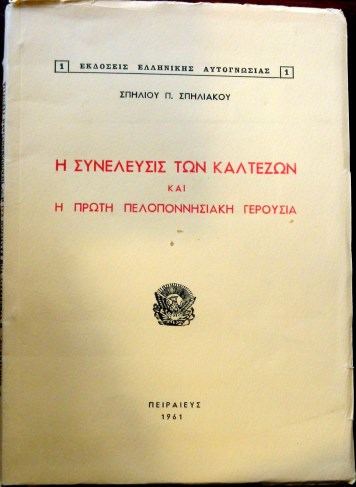 1 ΕΚΔΟΣΕΙΣ ΕΛΛΗΝΙΚΗΣ ΑΥΤΟΓΝΩΣΙΑΣ 1
ΣΠΗΛΙΟΥ Π. ΣΠΗΛΙΑΚΟΥ
Η ΣΥΝΕΛΕΥΣΙΣ ΤΩΝ ΚΑΛΤΕΖΩΝ
ΚΑΙ
Η ΠΡΩΤΗ ΠΕΛΟΠΟΝΝΗΣΙΑΚΗ ΓΕΡΟΥΣΙΑ
ΠΕΙΡΑΙΕΥΣ
1961